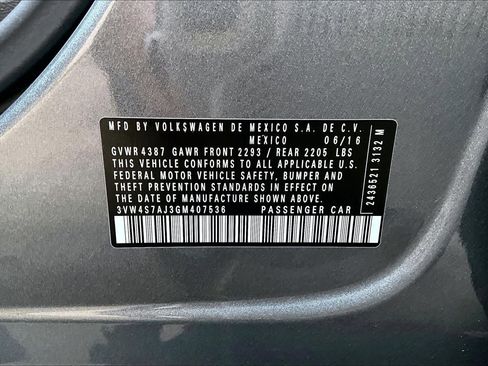 MFD BY VOLKSWAGEN DE MEXICO S.A. DE C.V.
MEXICO 06/16
GVWR 4387 GAWR FRONT 2293 / REAR 2205 LBS
THIS VEHICLE CONFORMS TO ALL APPLICABLE
FEDERAL MOTOR VEHICLE SAFETY, BUMPER AND
THEFT PREVENTION STANDARDS IN EFFECT ON
THE DATE OF MANUFACTURE SHOWN ABOVE.
3VW4S7AJ3GM407536 PASSENGER CAR
2436521 3132 M